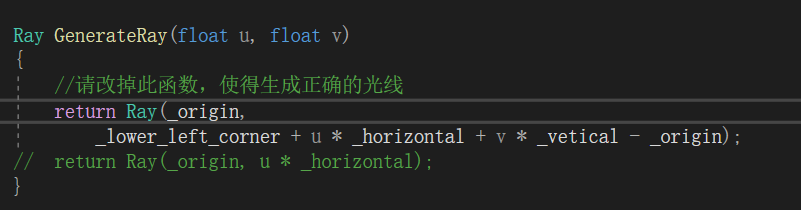 Ray GenerateRay(float u, float v)
{
//请改掉此函数，使得生成正确的光线
return Ray(_origin,
_lower_left_corner + u * _horizontal + v * _vetical - _origin);
//  return Ray(_origin, u * _horizontal);
}